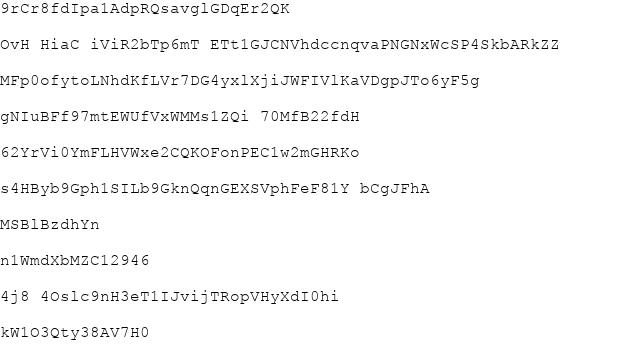 9rCr8fdIpa1AdpRQsavglGDqEr2QK
OvH HiaC iViR2bTp6mT ETt1GJCNVhdccnqvaPNGNxWcSP4SkbARkZZ
MFp0ofytoLNhdKfLVr7DG4yxlXjiJWFIVlKaVDgpJTo6yF5g
gNIuBFf97mtEWUfVxWMMs1ZQi 70MfB22fdH
62YrVi0YmFLHVWxe2CQKOFonPEC1w2mGHRKo
s4HByb9Gph1SILb9GknQqnGEXSVphFeF81Y bCgJFhA
MSBlBzdhYn
n1WmdXbMZC12946
4j8 4Oslc9nH3eT1IJvijTRopVHyXdI0hi
kW1O3Qty38AV7H0